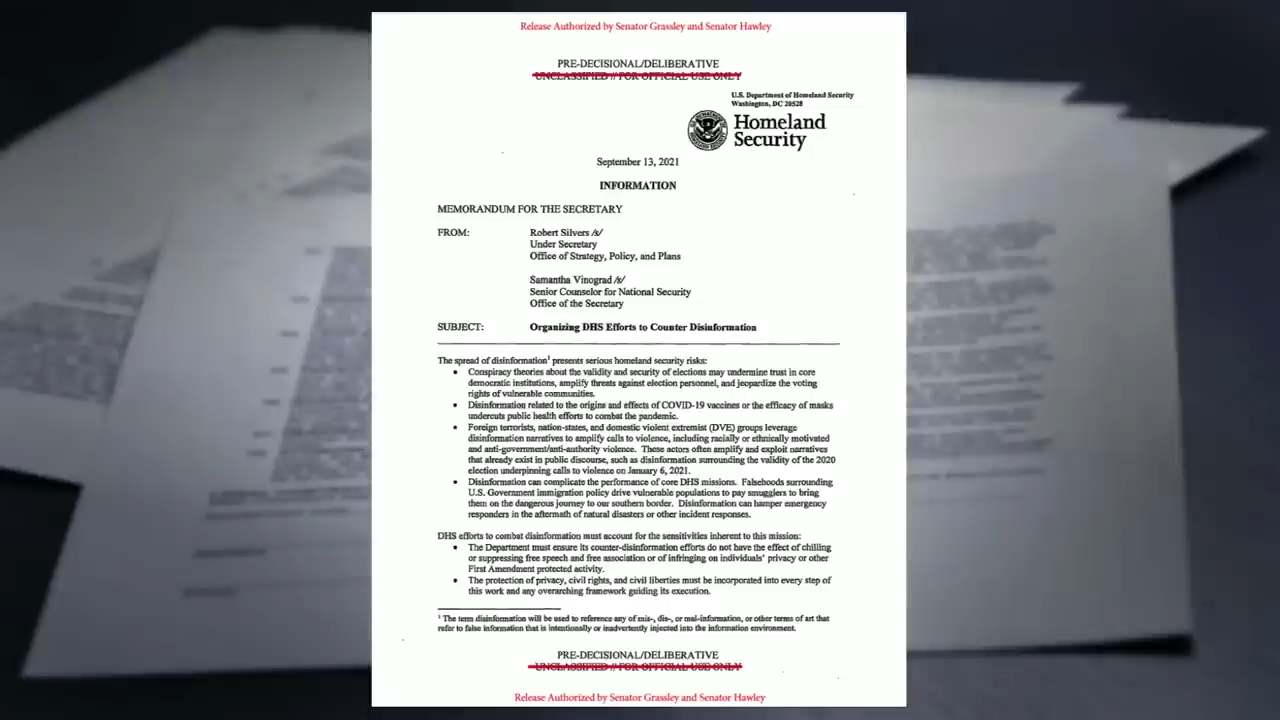 Release Authorized by Senator Grassley and Senator Hawley
PRE-DECISIONAL/DELIBERATIVE
UNCLASSIFIED // FOR OFFICIAL USE ONLY
U.S. Department of Homeland Security
Washington, DC 20528
Homeland
Security
September 13, 2021
INFORMATION
MEMORANDUM FOR THE SECRETARY
FROM: Robert Silvers /s/
Under Secretary
Office of Strategy, Policy, and Plans
Samantha Vinograd /s/
Senior Counselor for National Security
Office of the Secretary
SUBJECT: Organizing DHS Efforts to Counter Disinformation
The spread of disinformation¹ presents serious homeland security risks:
• Conspiracy theories about the validity and security of elections may undermine trust in core
democratic institutions, amplify threats against election personnel, and jeopardize the voting
rights of vulnerable communities.
• Disinformation related to the origins and effects of COVID-19 vaccines or the efficacy of masks
undercuts public health efforts to combat the pandemic.
• Foreign terrorists, nation-states, and domestic violent extremist (DVE) groups leverage
disinformation narratives to amplify calls to violence, including racially or ethnically motivated
and anti-government/anti-authority violence. These actors often amplify and exploit narratives
that already exist in public discourse, such as disinformation surrounding the validity of the 2020
election underpinning calls to violence on January 6, 2021.
• Disinformation can complicate the performance of core DHS missions. Falsehoods surrounding
U.S. Government immigration policy drive vulnerable populations to pay smugglers to bring
them on the dangerous journey to our southern border. Disinformation can hamper emergency
responders in the aftermath of natural disasters or other incident responses.
DHS efforts to combat disinformation must account for the sensitivities inherent to this mission:
• The Department must ensure its counter-disinformation efforts do not have the effect of chilling
or suppressing free speech and free association or of infringing on individuals' privacy or other
First Amendment protected activity.
• The protection of privacy, civil rights, and civil liberties must be incorporated into every step of
this work and any overarching framework guiding its execution.
¹ The term disinformation will be used to reference any of mis-, dis-, or mal-information, or other terms of art that
refer to false information that is intentionally or inadvertently injected into the information environment.
PRE-DECISIONAL/DELIBERATIVE
UNCLASSIFIED // FOR OFFICIAL USE ONLY
Release Authorized by Senator Grassley and Senator Hawley